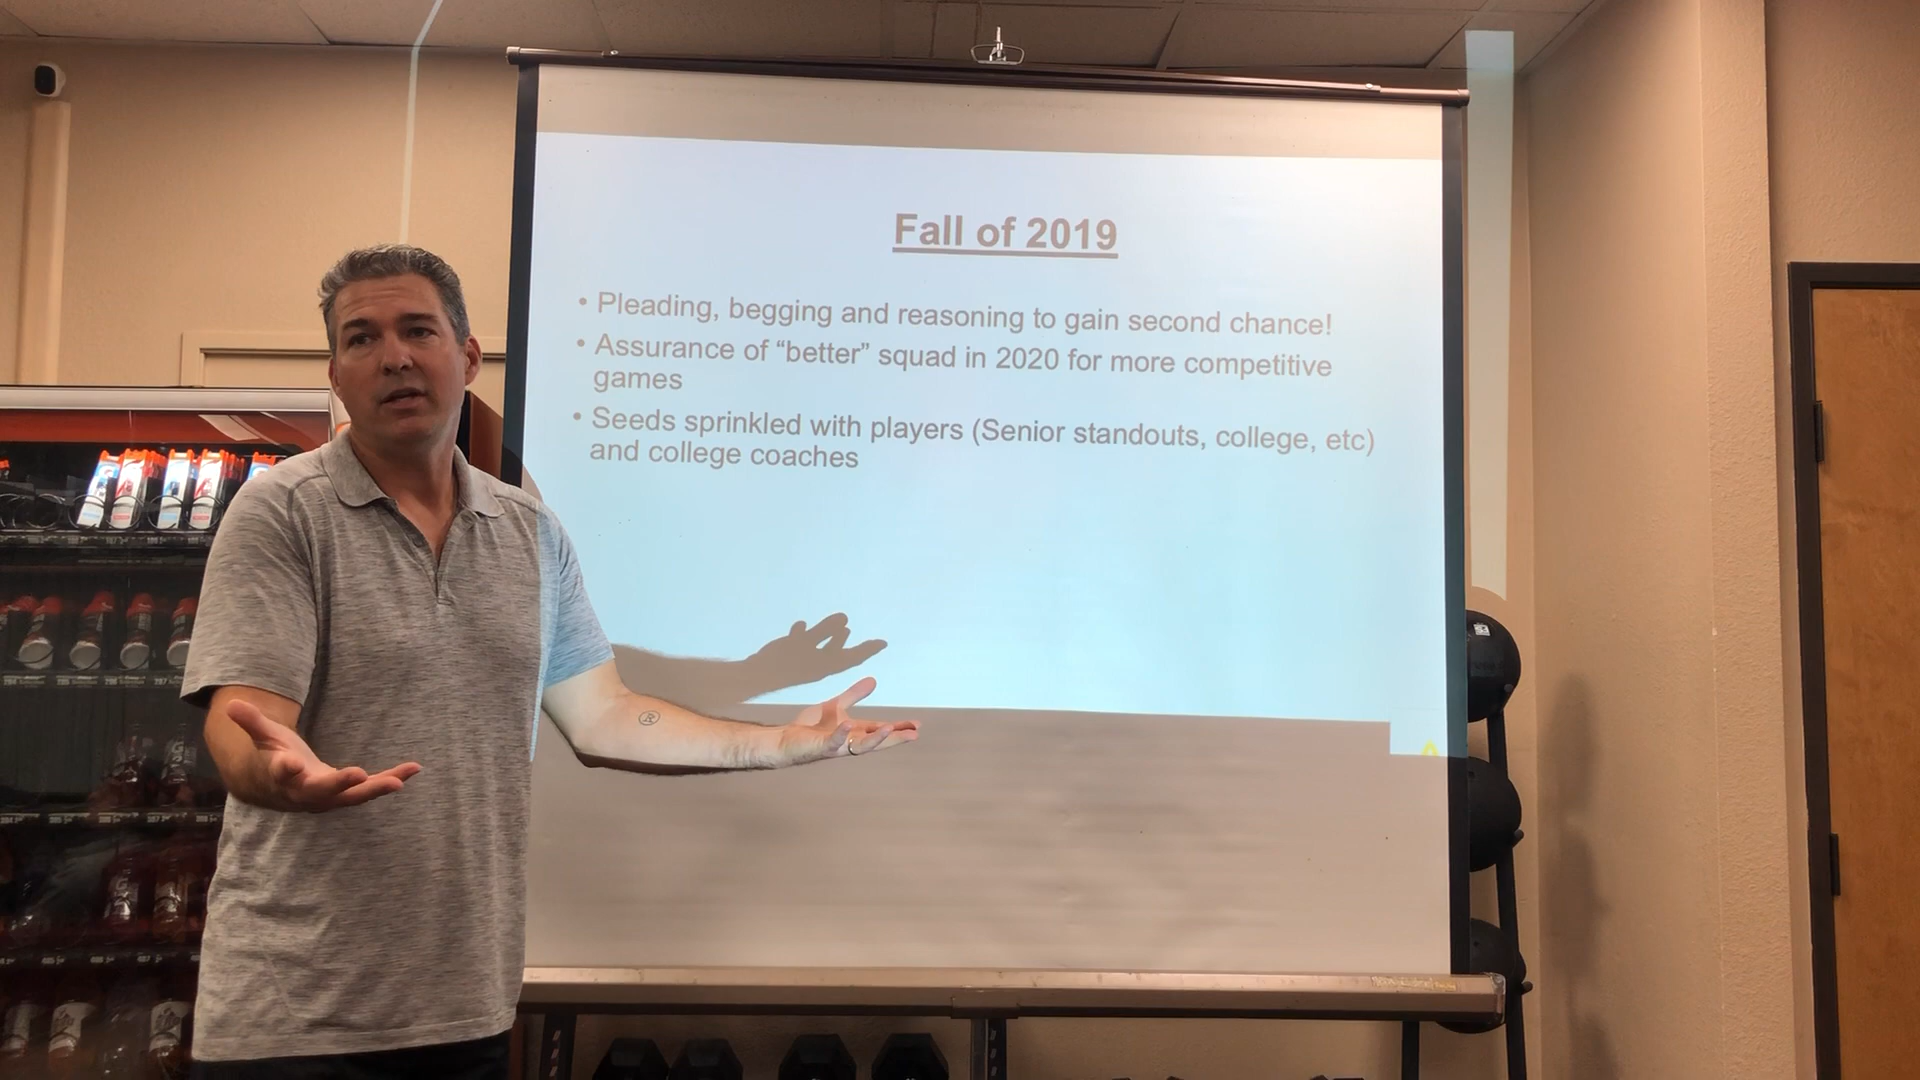 Fall of 2019
• Pleading, begging and reasoning to gain second chance!
• Assurance of “better” squad in 2020 for more competitive
games
• Seeds sprinkled with players (Senior standouts, college, etc)
and college coaches